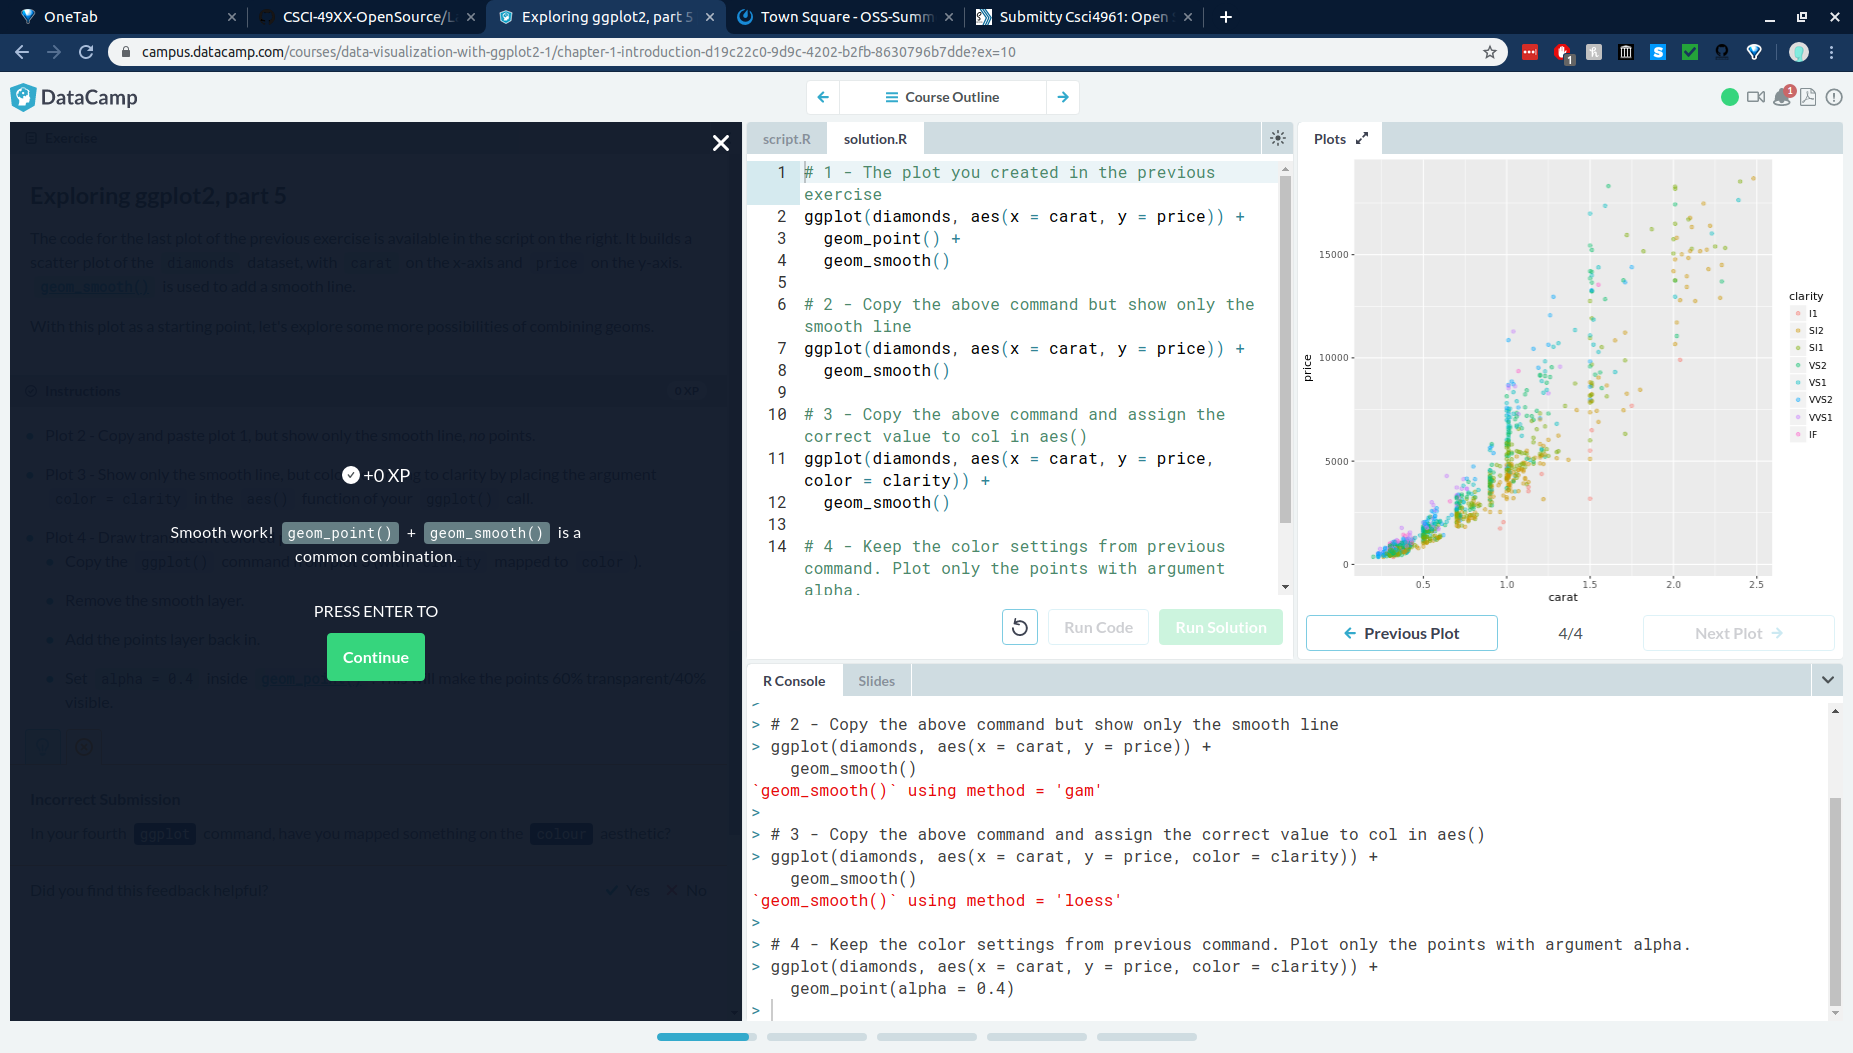 OneTab
CSCI-49XX-OpenSource/L
Exploring ggplot2, part 5
Town Square - OSS-Summ
Submitty Csci4961: Open
campus.datacamp.com/courses/data-visualization-with-ggplot2-1/chapter-1-introduction-d19c22c0-9d9c-4202-b2fb-8630796b7dde?ex=10
1
DataCamp
Course Outline
1
Exercise
Exploring ggplot2, part 5
The code for the last plot of the previous exercise is available in the script on the right. It builds a
scatter plot of the diamonds dataset, with carat on the x-axis and price on the y-axis.
geom_smooth() is used to add a smooth line.
With this plot as a starting point, let's explore some more possibilities of combining geoms.
Instructions
0 XP
Plot 2 - Copy and paste plot 1, but show only the smooth line, no points.
Plot 3 - Show only the smooth line, but to clarity by placing the argument
color = clarity in the aes() function of your ggplot() call.
Plot 4 - Draw
Copy the ggplot() command mapped to color )
Remove the smooth layer.
Add the points layer back in.
Set alpha = 0.4 inside make the points 60% transparent/40%
visible.
+0 XP
Smooth work! geom_point() + geom_smooth() is a
common combination.
PRESS ENTER TO
Continue
Incorrect Submission
In your fourth ggplot command, have you mapped something on the colour aesthetic?
Did you find this feedback helpful?
Yes
No
script.R
solution.R
1 # 1 - The plot you created in the previous
exercise
2 ggplot(diamonds, aes(x = carat, y = price)) +
3 geom_point() +
4 geom_smooth()
5
6 # 2 - Copy the above command but show only the
smooth line
7 ggplot(diamonds, aes(x = carat, y = price)) +
8 geom_smooth()
9
10 # 3 - Copy the above command and assign the
correct value to col in aes()
11 ggplot(diamonds, aes(x = carat, y = price,
color = clarity)) +
12 geom_smooth()
13
14 # 4 - Keep the color settings from previous
command. Plot only the points with argument
alpha.
Run Code
Run Solution
Plots
15000
10000
5000
0
price
0.5
1.0
1.5
2.0
2.5
carat
clarity
I1
SI2
SI1
VS2
VS1
VVS2
VVS1
IF
Previous Plot
4/4
Next Plot
R Console
Slides
>
> # 2 - Copy the above command but show only the smooth line
> ggplot(diamonds, aes(x = carat, y = price)) +
geom_smooth()
`geom_smooth()` using method = 'gam'
>
> # 3 - Copy the above command and assign the correct value to col in aes()
> ggplot(diamonds, aes(x = carat, y = price, color = clarity)) +
geom_smooth()
`geom_smooth()` using method = 'loess'
>
> # 4 - Keep the color settings from previous command. Plot only the points with argument alpha.
> ggplot(diamonds, aes(x = carat, y = price, color = clarity)) +
geom_point(alpha = 0.4)
>